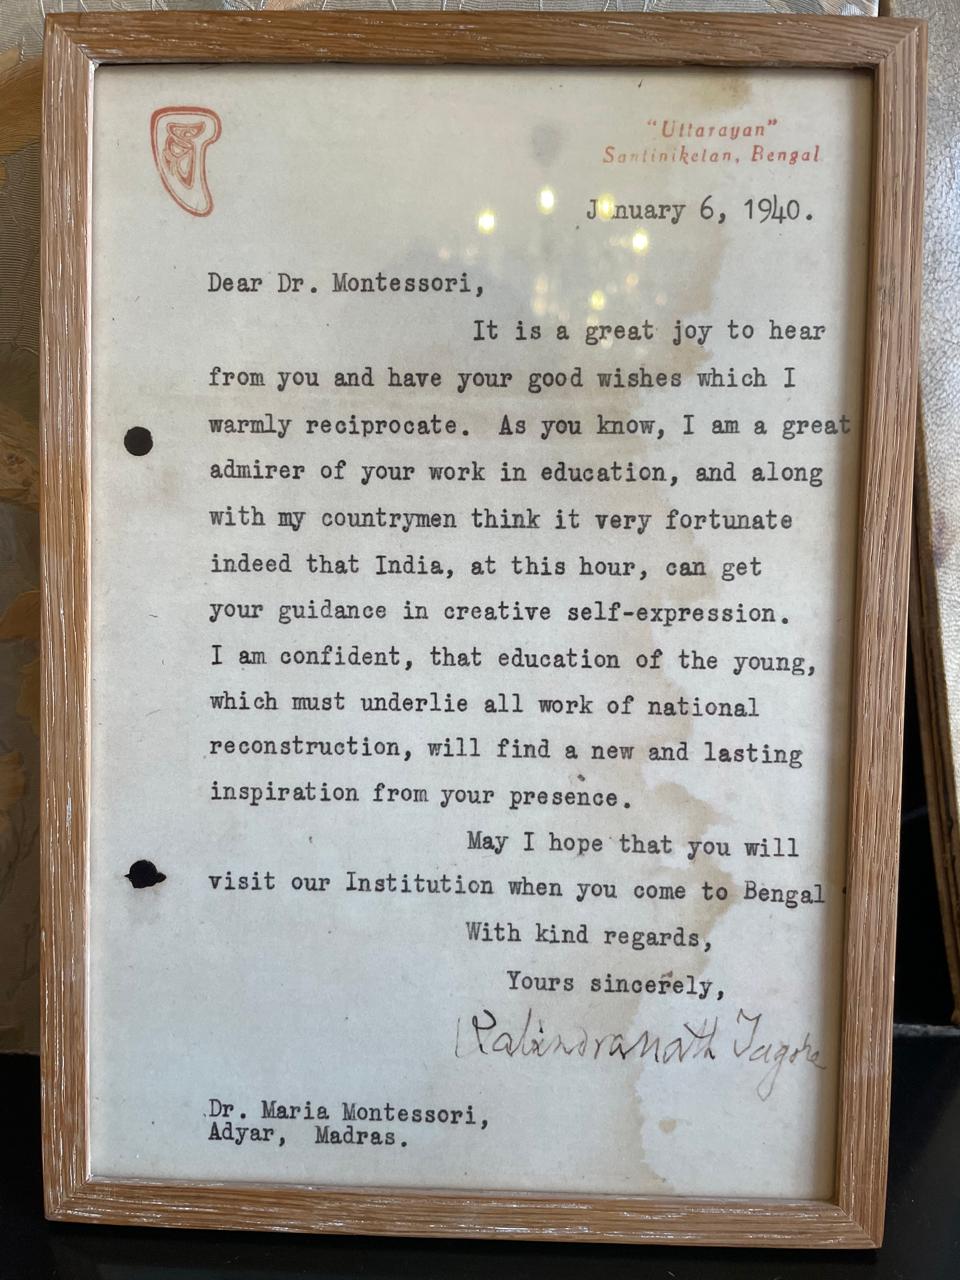 "Uttarayan"
Santiniketan, Bengal
January 6, 1940.
Dear Dr. Montessori,
It is a great joy to hear
from you and have your good wishes which I
warmly reciprocate. As you know, I am a great
admirer of your work in education, and along
with my countrymen think it very fortunate
indeed that India, at this hour, can get
your guidance in creative self-expression.
I am confident, that education of the young,
which must underlie all work of national
reconstruction, will find a new and lasting
inspiration from your presence.
May I hope that you will
visit our Institution when you come to Bengal
With kind regards,
Yours sincerely,
Rabindranath Tagore
Dr. Maria Montessori,
Adyar, Madras.